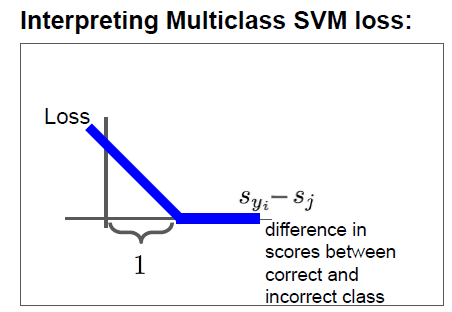 Interpreting Multiclass SVM loss:
Loss
s_{y_i} − s_j
difference in
scores between
correct and
incorrect class
1